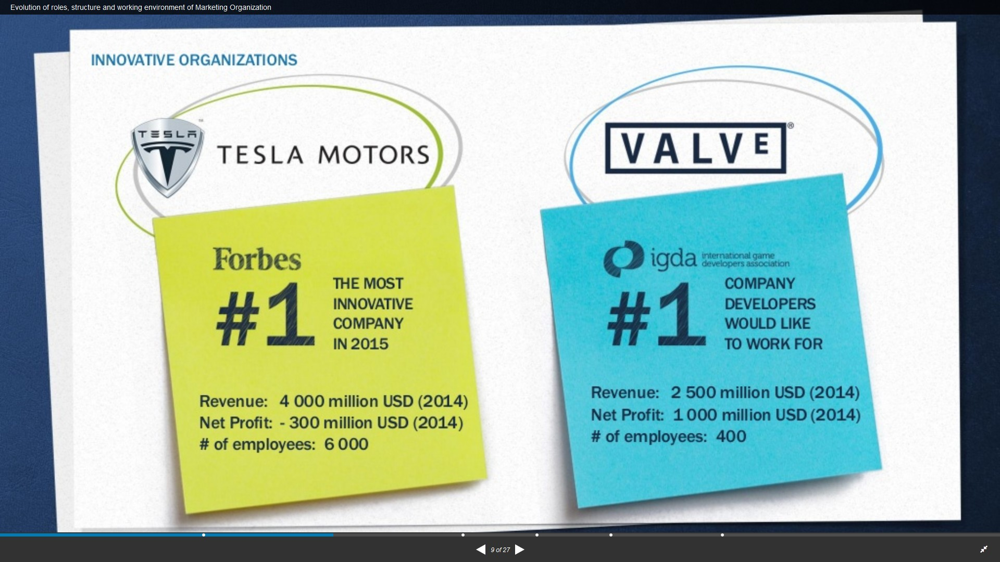 Evolution of roles, structure and working environment of Marketing Organization
INNOVATIVE ORGANIZATIONS
TESLA
™
TESLA MOTORS
Forbes
#1
THE MOST
INNOVATIVE
COMPANY
IN 2015
Revenue: 4 000 million USD (2014)
Net Profit: - 300 million USD (2014)
# of employees: 6 000
VALVE
®
igda international game
developers association
#1
COMPANY
DEVELOPERS
WOULD LIKE
TO WORK FOR
Revenue: 2 500 million USD (2014)
Net Profit: 1 000 million USD (2014)
# of employees: 400
9 of 27